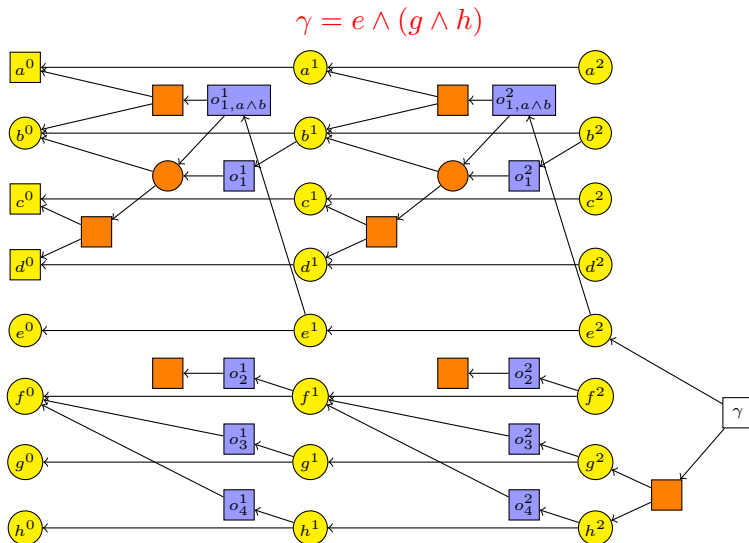 γ = e ∧ (g ∧ h)
a⁰ a¹ a²
o¹₁,ₐ∧b o²₁,ₐ∧b
b⁰ b¹ b²
o¹₁ o²₁
c⁰ c¹ c²
d⁰ d¹ d²
e⁰ e¹ e²
o¹₂ o²₂
f⁰ f¹ f²
γ
o¹₃ o²₃
g⁰ g¹ g²
o¹₄ o²₄
h⁰ h¹ h²